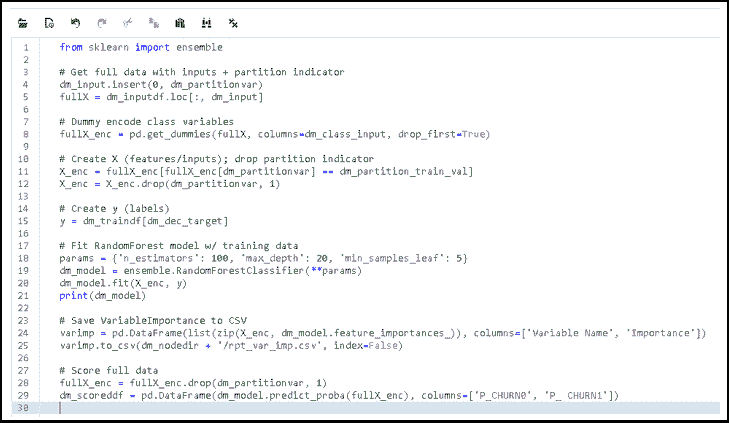 1 from sklearn import ensemble
2
3 # Get full data with inputs + partition indicator
4 dm_input.insert(0, dm_partitionvar)
5 fullX = dm_inputdf.loc[:, dm_input]
6
7 # Dummy encode class variables
8 fullX_enc = pd.get_dummies(fullX, columns=dm_class_input, drop_first=True)
9
10 # Create X (features/inputs); drop partition indicator
11 X_enc = fullX_enc[fullX_enc[dm_partitionvar] == dm_partition_train_val]
12 X_enc = X_enc.drop(dm_partitionvar, 1)
13
14 # Create y (labels)
15 y = dm_traindf[dm_dec_target]
16
17 # Fit RandomForest model w/ training data
18 params = {'n_estimators': 100, 'max_depth': 20, 'min_samples_leaf': 5}
19 dm_model = ensemble.RandomForestClassifier(**params)
20 dm_model.fit(X_enc, y)
21 print(dm_model)
22
23 # Save VariableImportance to CSV
24 varimp = pd.DataFrame(list(zip(X_enc, dm_model.feature_importances_)), columns=['Variable Name', 'Importance'])
25 varimp.to_csv(dm_nodedir + '/rpt_var_imp.csv', index=False)
26
27 # Score full data
28 fullX_enc = fullX_enc.drop(dm_partitionvar, 1)
29 dm_scoreddf = pd.DataFrame(dm_model.predict_proba(fullX_enc), columns=['P_CHURN0', 'P_ CHURN1'])
30